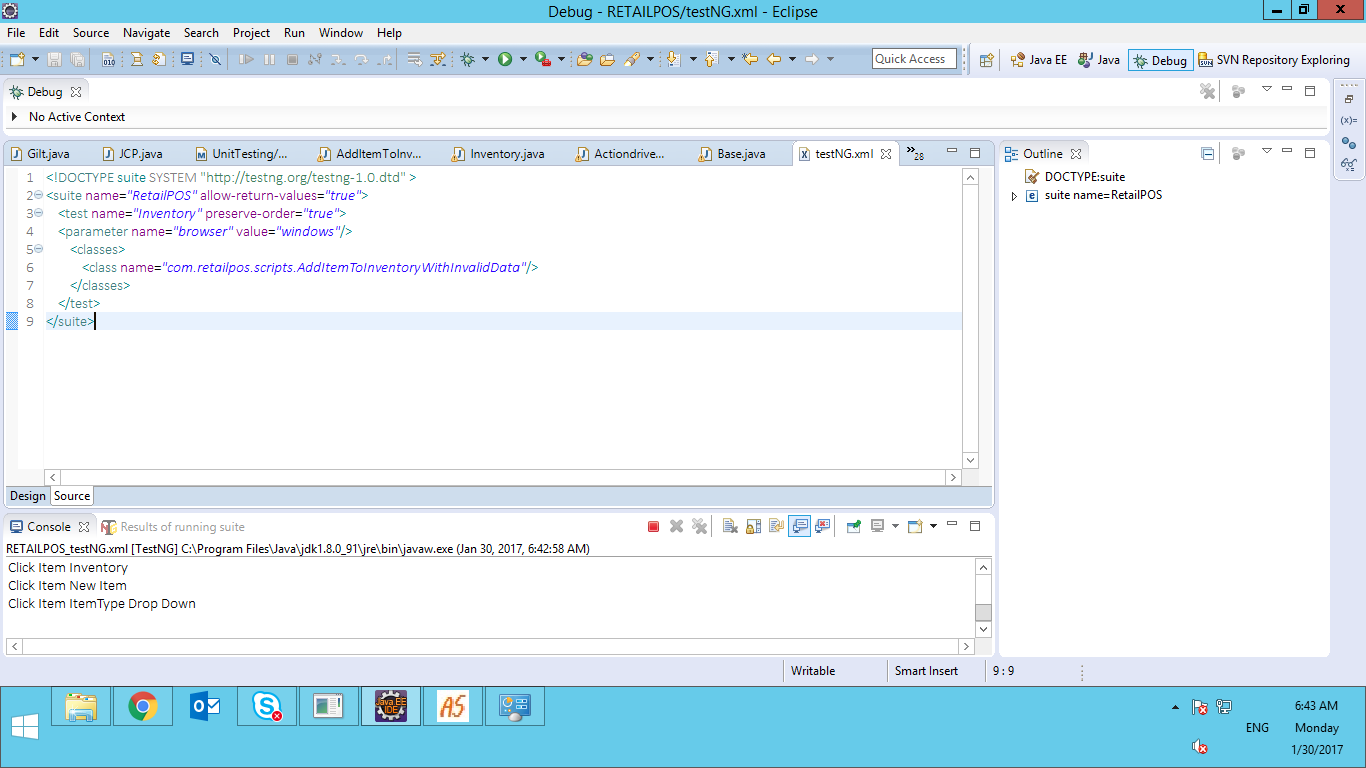 Debug - RETAILPOS/testNG.xml - Eclipse
File Edit Source Navigate Search Project Run Window Help
Quick Access
Java EE
Java
Debug
SVN Repository Exploring
Debug
No Active Context
Gilt.java
JCP.java
UnitTesting/...
AddItemToInv...
Inventory.java
Actiondrive...
Base.java
testNG.xml
»28
1 <!DOCTYPE suite SYSTEM "http://testng.org/testng-1.0.dtd" >
2 <suite name="RetailPOS" allow-return-values="true">
3 <test name="Inventory" preserve-order="true">
4 <parameter name="browser" value="windows"/>
5 <classes>
6 <class name="com.retailpos.scripts.AddItemToInventoryWithInvalidData"/>
7 </classes>
8 </test>
9 </suite>
Design Source
Outline
DOCTYPE:suite
suite name=RetailPOS
(x)=
Console
Results of running suite
RETAILPOS_testNG.xml [TestNG] C:\Program Files\Java\jdk1.8.0_91\jre\bin\javaw.exe (Jan 30, 2017, 6:42:58 AM)
Click Item Inventory
Click Item New Item
Click Item ItemType Drop Down
Writable
Smart Insert
9 : 9
Java EE
IDE
AS
ENG
6:43 AM
Monday
1/30/2017